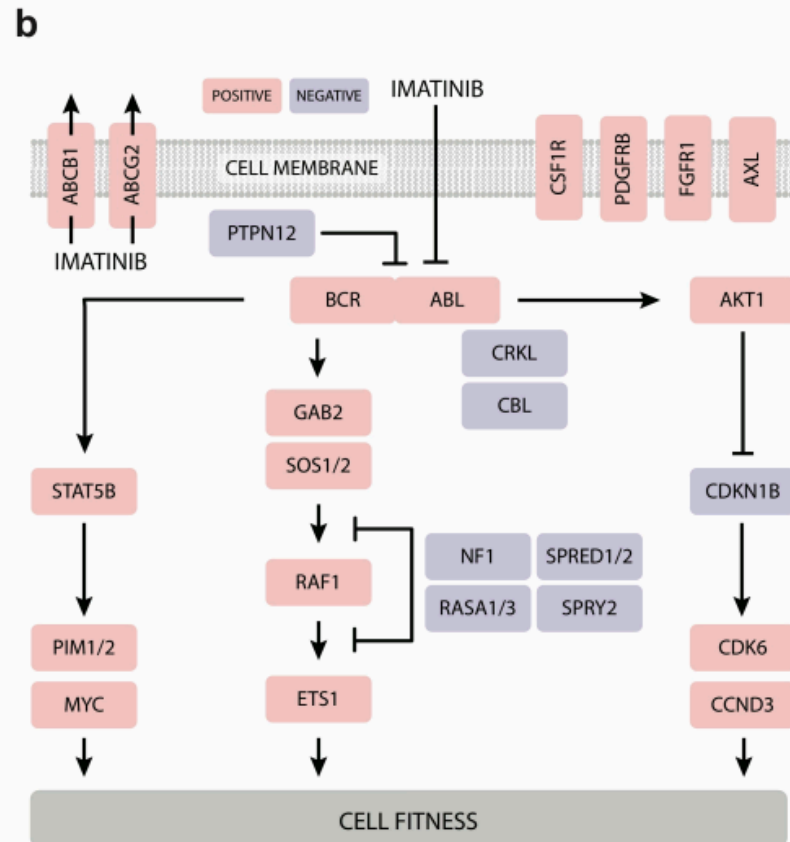 b
POSITIVE
NEGATIVE
IMATINIB
ABCB1
ABCG2
CELL MEMBRANE
CSF1R
PDGFRB
FGFR1
AXL
IMATINIB
PTPN12
BCR
ABL
AKT1
CRKL
CBL
GAB2
SOS1/2
STAT5B
CDKN1B
NF1
SPRED1/2
RASA1/3
SPRY2
RAF1
PIM1/2
MYC
ETS1
CDK6
CCND3
CELL FITNESS